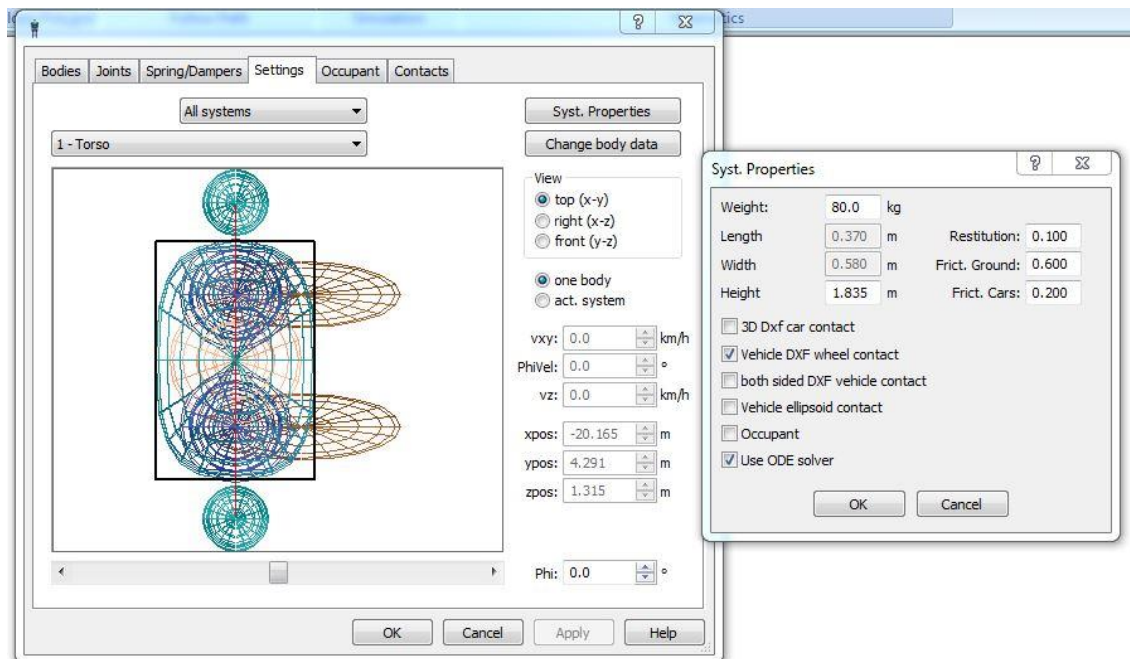 tics
Bodies Joints Spring/Dampers Settings Occupant Contacts
All systems
Syst. Properties
1 - Torso
Change body data
View
top (x-y)
right (x-z)
front (y-z)
one body
act. system
vxy: 0.0 km/h
PhiVel: 0.0 °
vz: 0.0 km/h
xpos: -20.165 m
ypos: 4.291 m
zpos: 1.315 m
Phi: 0.0 °
OK Cancel Apply Help
Syst. Properties
Weight: 80.0 kg
Length 0.370 m Restitution: 0.100
Width 0.580 m Frict. Ground: 0.600
Height 1.835 m Frict. Cars: 0.200
3D Dxf car contact
Vehicle DXF wheel contact
both sided DXF vehicle contact
Vehicle ellipsoid contact
Occupant
Use ODE solver
OK Cancel